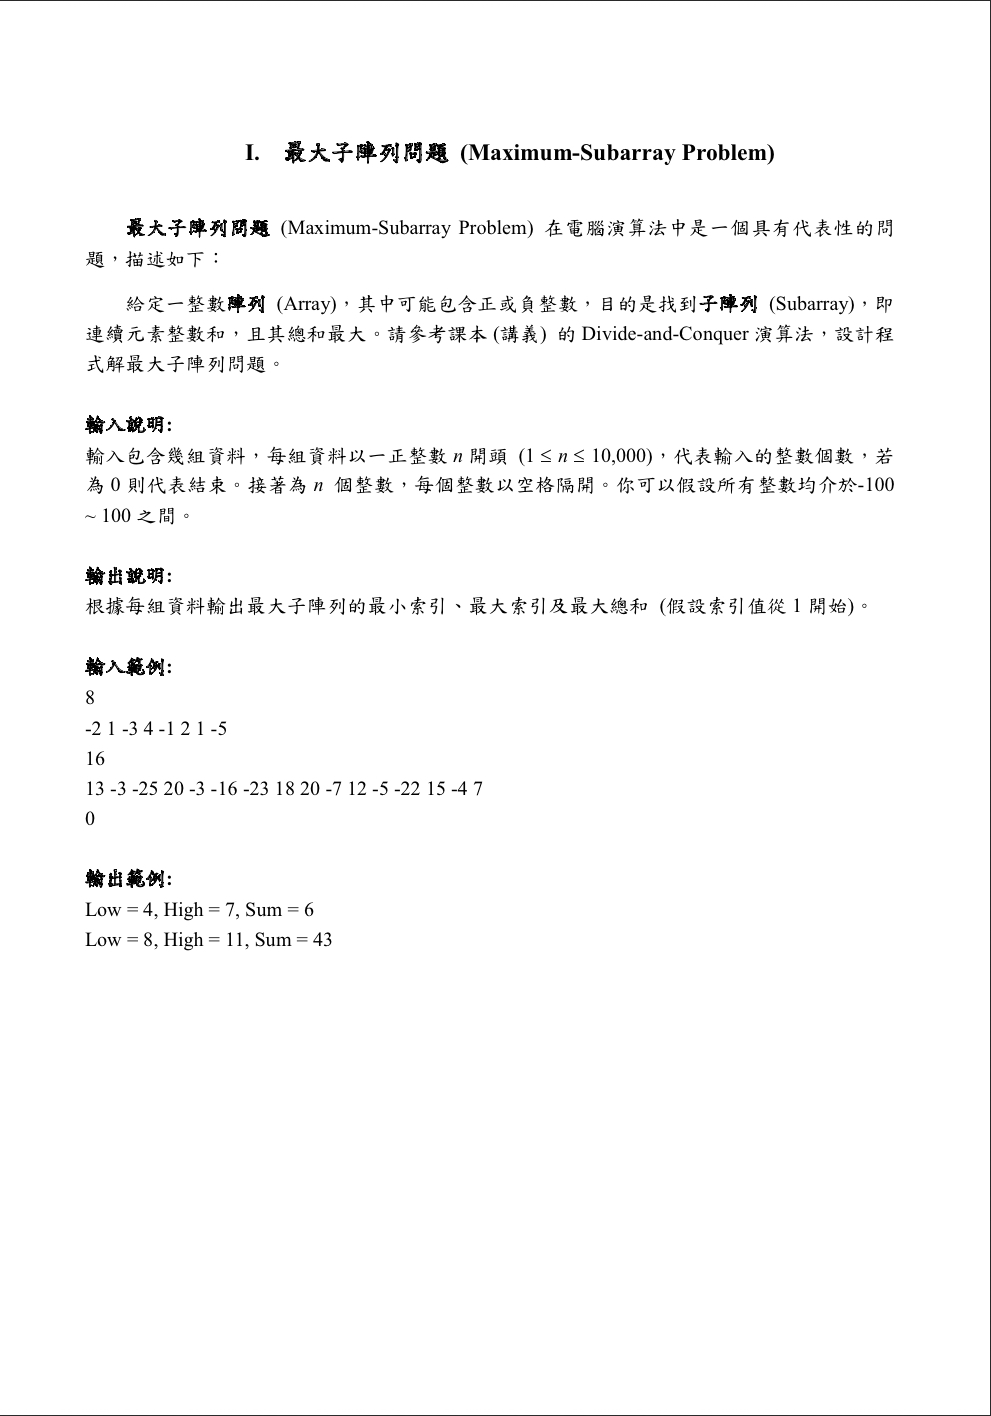 I. 最大子陣列問題 (Maximum-Subarray Problem)
最大子陣列問題 (Maximum-Subarray Problem) 在電腦演算法中是一個具有代表性的問
題，描述如下：
給定一整數陣列 (Array)，其中可能包含正或負整數，目的是找到子陣列 (Subarray)，即
連續元素整數和，且其總和最大。請參考課本 (講義) 的 Divide-and-Conquer 演算法，設計程
式解最大子陣列問題。
輸入說明:
輸入包含幾組資料，每組資料以一正整數 n 開頭 (1 ≤ n ≤ 10,000)，代表輸入的整數個數，若
為 0 則代表結束。接著為 n 個整數，每個整數以空格隔開。你可以假設所有整數均介於-100
~ 100 之間。
輸出說明:
根據每組資料輸出最大子陣列的最小索引、最大索引及最大總和 (假設索引值從 1 開始)。
輸入範例:
8
-2 1 -3 4 -1 2 1 -5
16
13 -3 -25 20 -3 -16 -23 18 20 -7 12 -5 -22 15 -4 7
0
輸出範例:
Low = 4, High = 7, Sum = 6
Low = 8, High = 11, Sum = 43